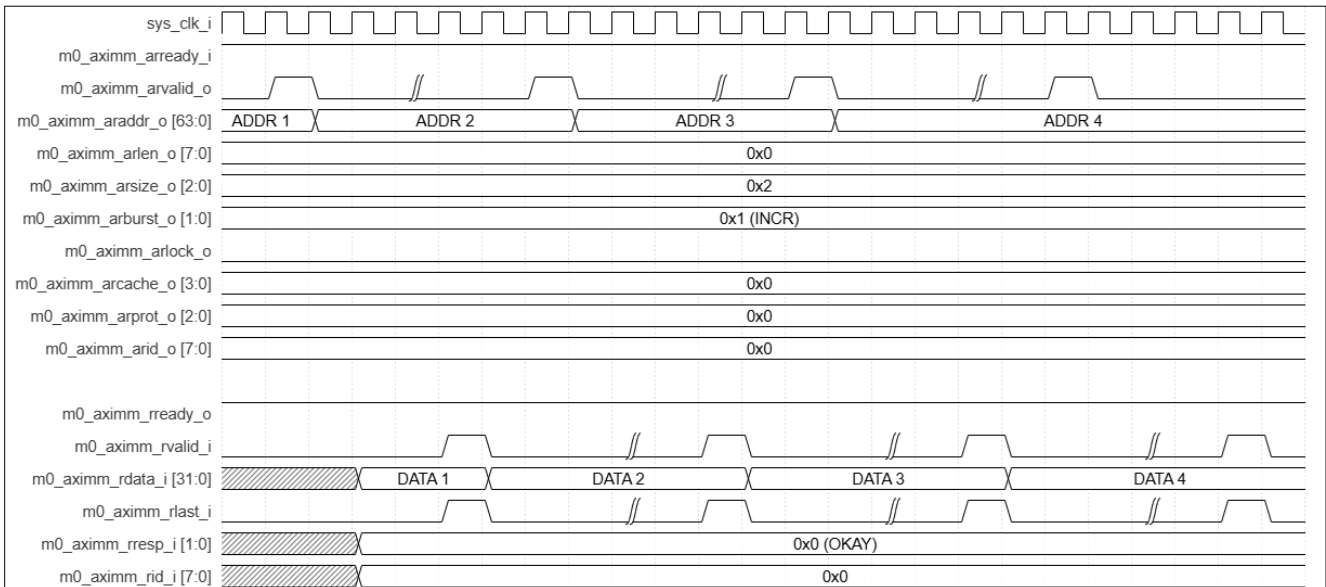 sys_clk_i
m0_aximm_arready_i
m0_aximm_arvalid_o
m0_aximm_araddr_o [63:0] ADDR 1 ADDR 2 ADDR 3 ADDR 4
m0_aximm_arlen_o [7:0] 0x0
m0_aximm_arsize_o [2:0] 0x2
m0_aximm_arburst_o [1:0] 0x1 (INCR)
m0_aximm_arlock_o
m0_aximm_arcache_o [3:0] 0x0
m0_aximm_arprot_o [2:0] 0x0
m0_aximm_arid_o [7:0] 0x0
m0_aximm_rready_o
m0_aximm_rvalid_i
m0_aximm_rdata_i [31:0] DATA 1 DATA 2 DATA 3 DATA 4
m0_aximm_rlast_i
m0_aximm_rresp_i [1:0] 0x0 (OKAY)
m0_aximm_rid_i [7:0] 0x0